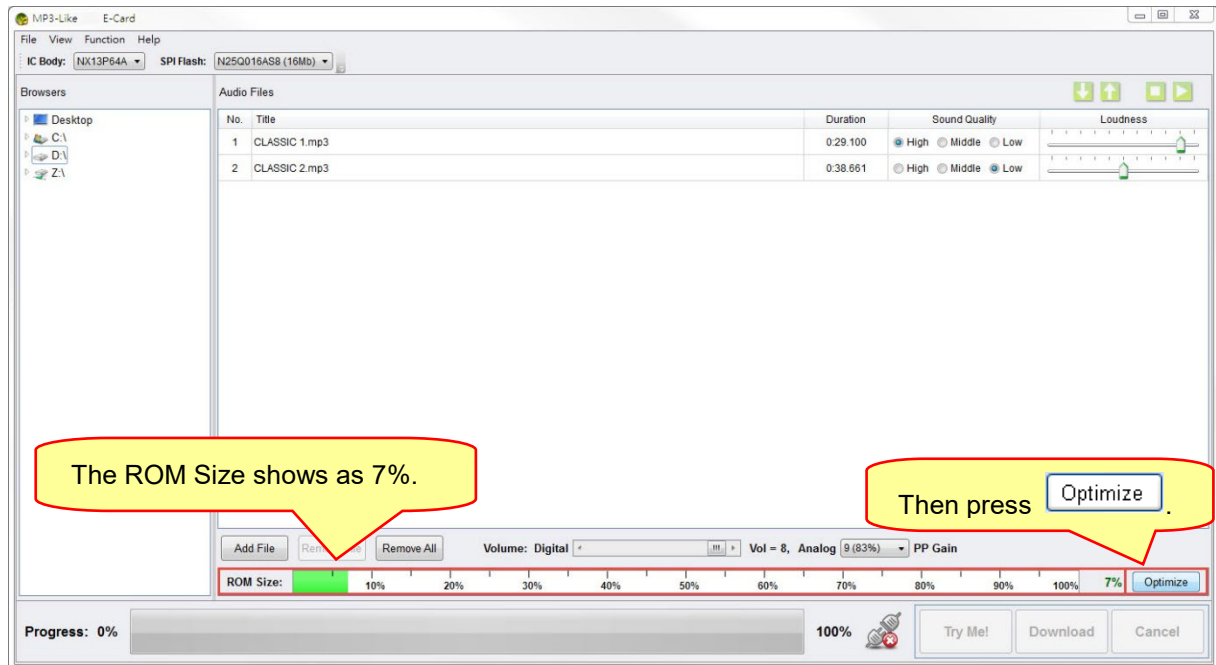 MP3-Like E-Card
File View Function Help
IC Body: NX13P64A SPI Flash: N25Q016AS8 (16Mb)
Browsers
Audio Files
Desktop
C:\
D:\
Z:\
No. Title Duration Sound Quality Loudness
1 CLASSIC 1.mp3 0:29.100 High Middle Low
2 CLASSIC 2.mp3 0:38.661 High Middle Low
The ROM Size shows as 7%.
Then press Optimize.
Add File Remove All Volume: Digital Vol = 8, Analog 9 (83%) PP Gain
ROM Size: 10% 20% 30% 40% 50% 60% 70% 80% 90% 100% 7% Optimize
Progress: 0% 100% Try Me! Download Cancel